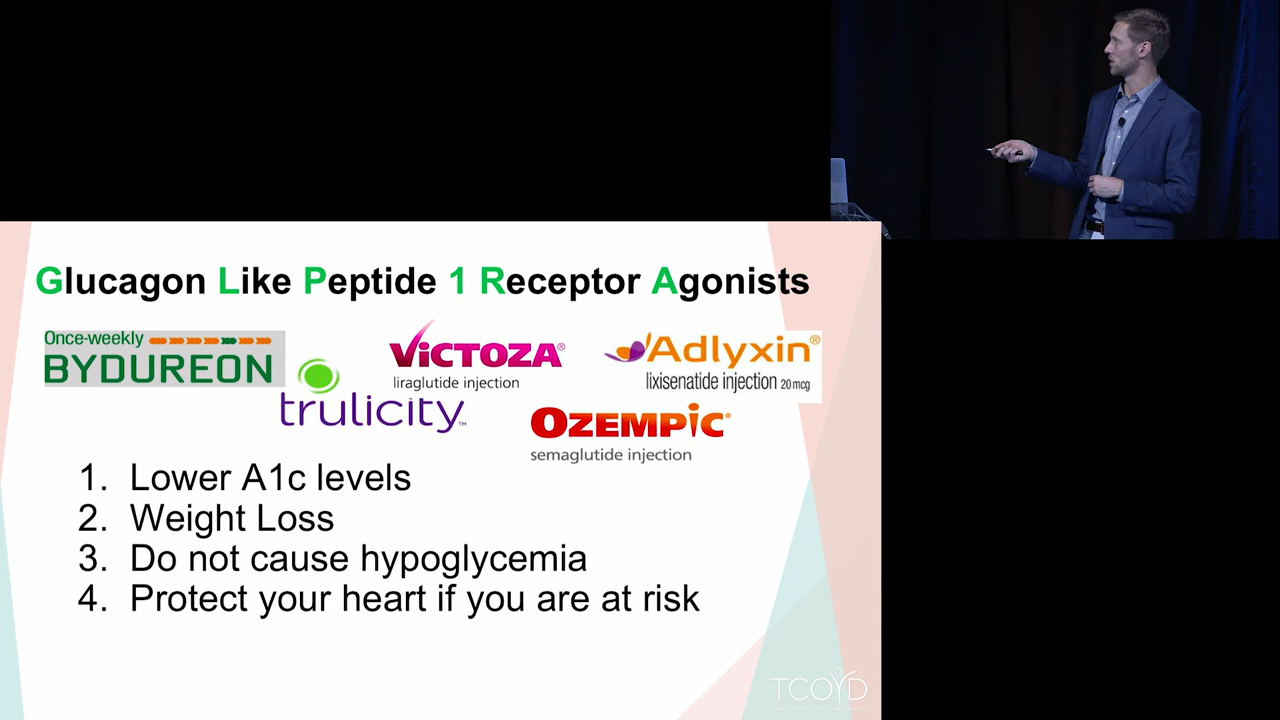 Glucagon Like Peptide 1 Receptor Agonists
Once-weekly
BYDUREON
VICTOZA®
liraglutide injection
Adlyxin®
lixisenatide injection 20 mcg
trulicity™
OZEMPIC®
semaglutide injection
1. Lower A1c levels
2. Weight Loss
3. Do not cause hypoglycemia
4. Protect your heart if you are at risk
TCOYD